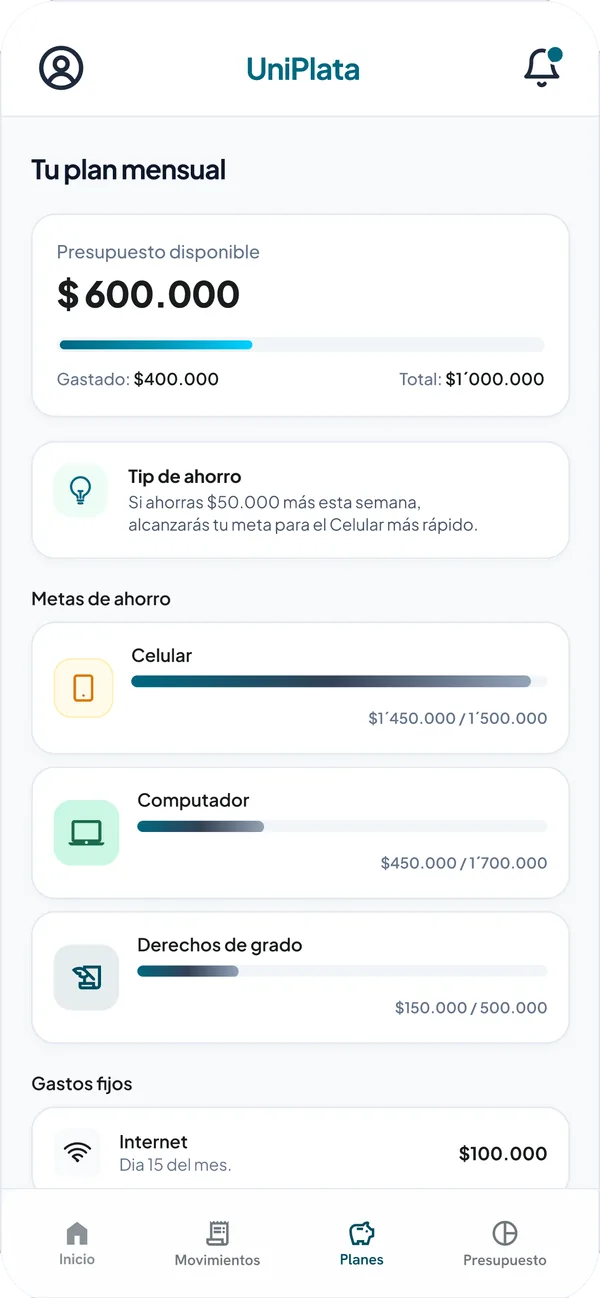 UniPlata
Tu plan mensual
Presupuesto disponible
$600.000
Gastado: $400.000
Total: $1´000.000
Tip de ahorro
Si ahorras $50.000 más esta semana,
alcanzarás tu meta para el Celular más rápido.
Metas de ahorro
Celular
$1´450.000 / 1´500.000
Computador
$450.000 / 1´700.000
Derechos de grado
$150.000 / 500.000
Gastos fijos
Internet
$100.000
Dia 15 del mes.
Inicio
Movimientos
Planes
Presupuesto